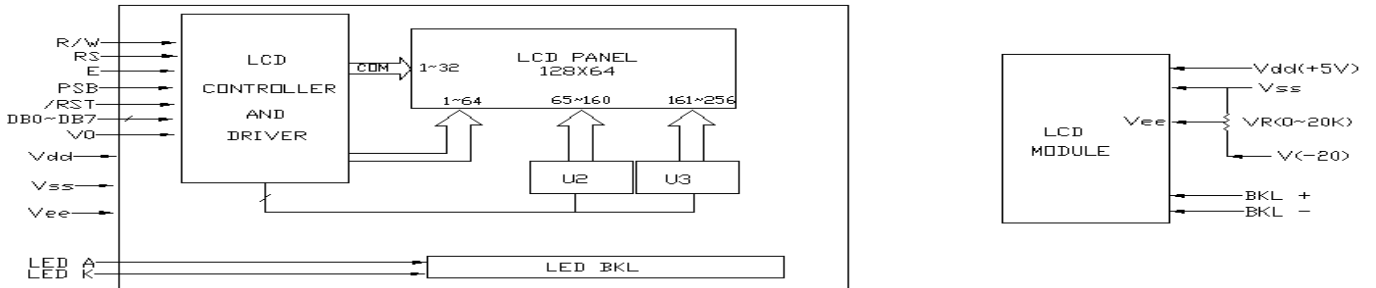 R/W
RS
E
PSB
/RST
DB0~DB7
V0
Vdd
Vss
Vee
LED A
LED K
LCD
CONTROLLER
AND
DRIVER
COM
1~32
LCD PANEL
128X64
1~64
65~160
161~256
U2
U3
LED BKL
LCD
MODULE
Vdd(+5V)
Vss
Vee
VR(0~20K)
V(-20)
BKL +
BKL -